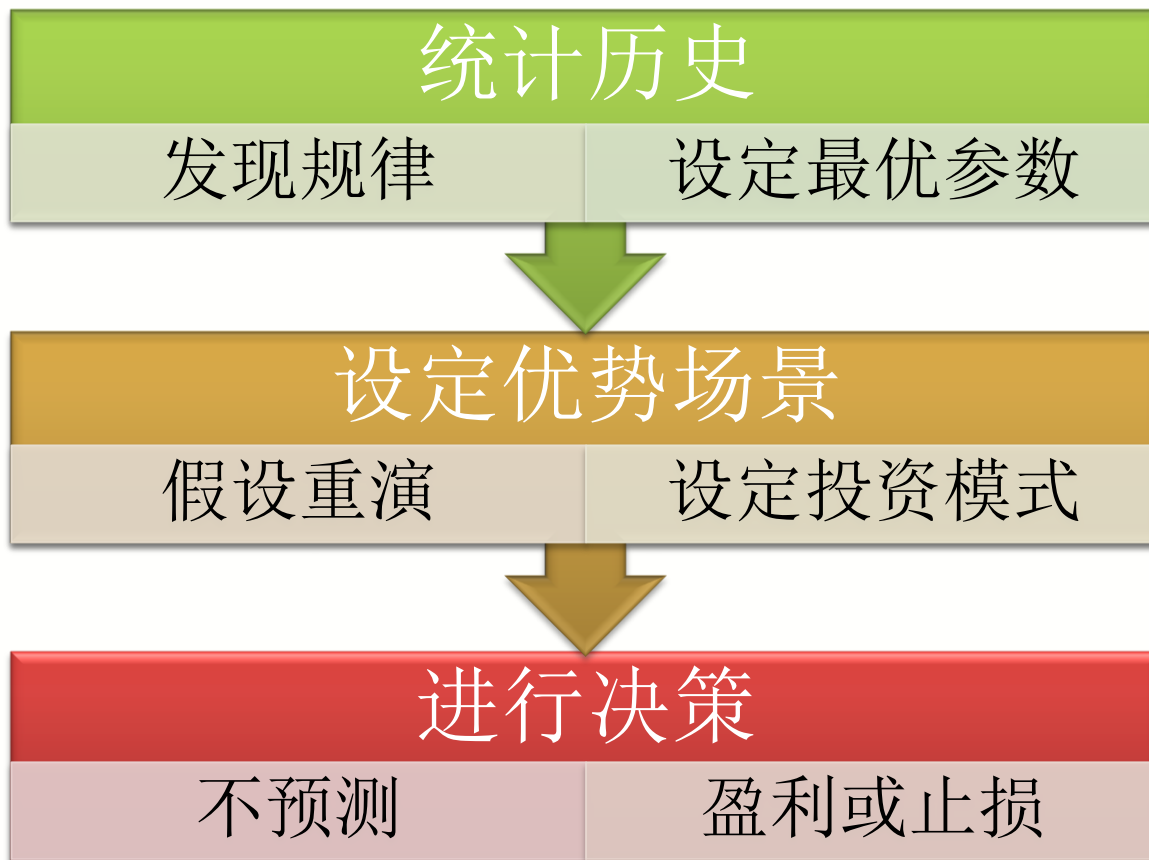 统计历史
发现规律 设定最优参数
设定优势场景
假设重演 设定投资模式
进行决策
不预测 盈利或止损